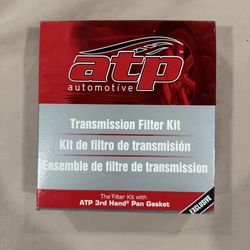 atp
automotive
Transmission Filter Kit
Kit de filtro de transmisión
Ensemble de filtre de transmission
The Filter Kit with
ATP 3rd Hand® Pan Gasket
EXCLUSIVE